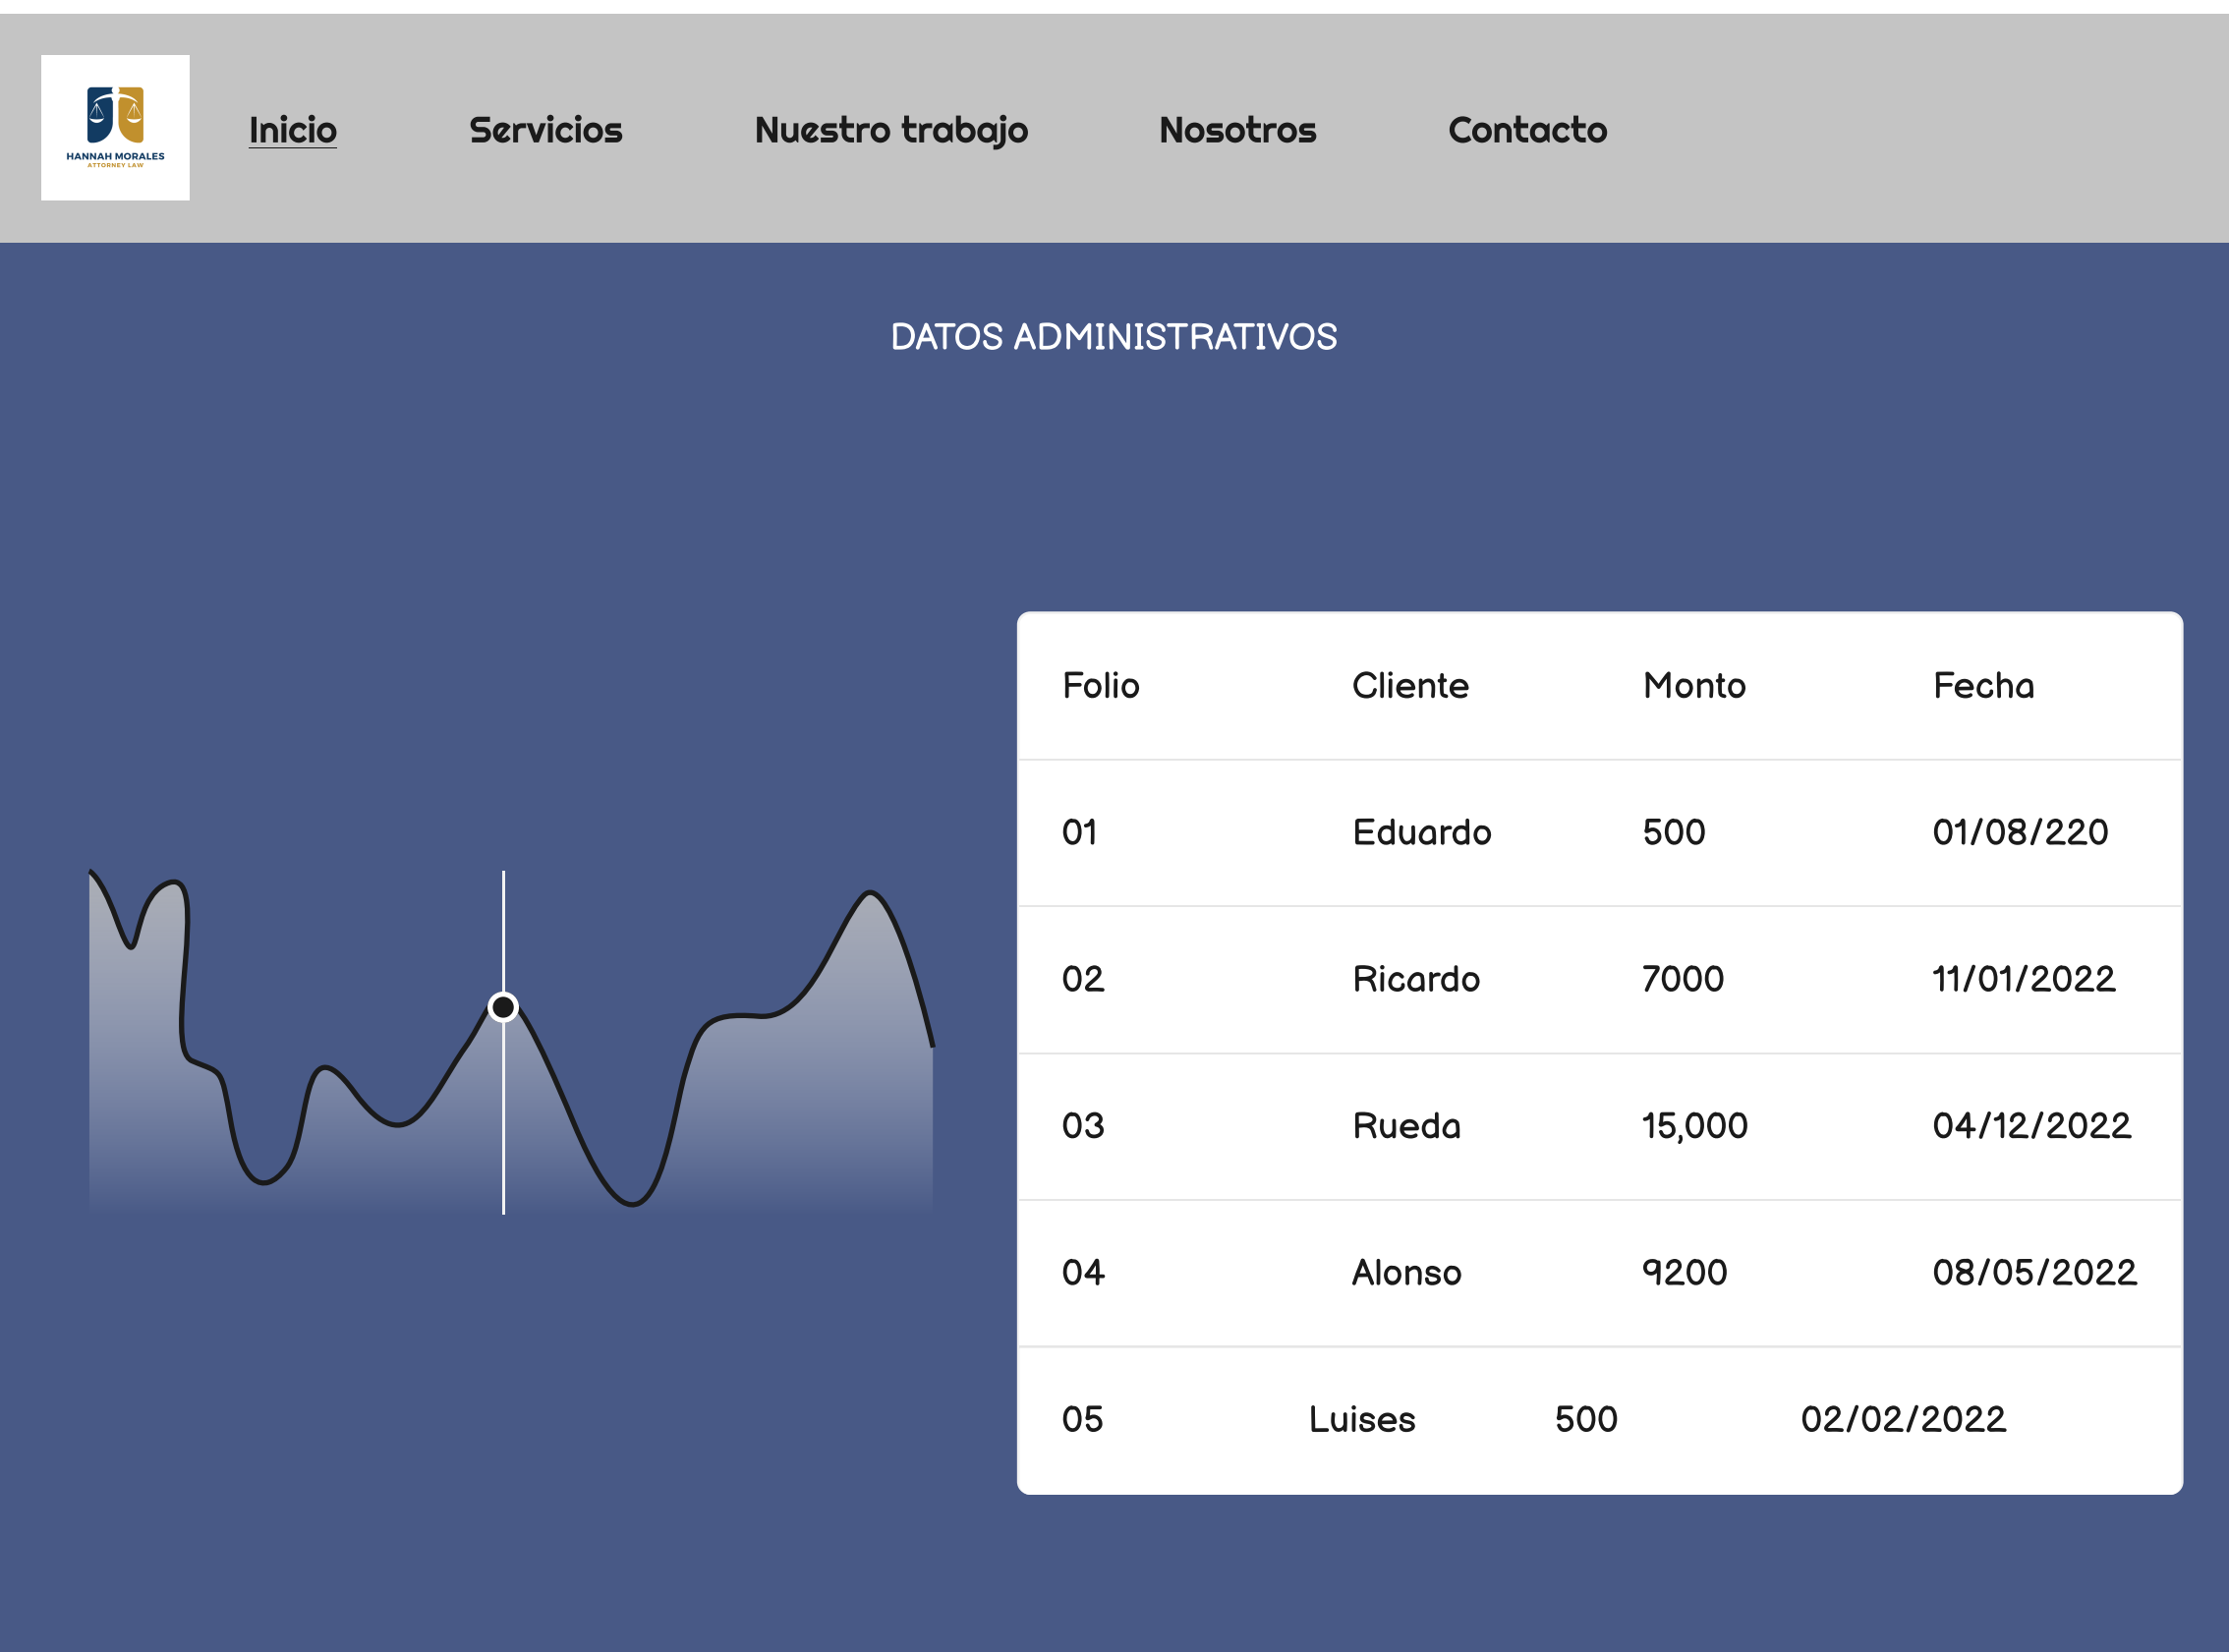 HANNAH MORALES
ATTORNEY LAW
Inicio Servicios Nuestro trabajo Nosotros Contacto
DATOS ADMINISTRATIVOS
Folio Cliente Monto Fecha
01 Eduardo 500 01/08/220
02 Ricardo 7000 11/01/2022
03 Rueda 15,000 04/12/2022
04 Alonso 9200 08/05/2022
05 Luises 500 02/02/2022